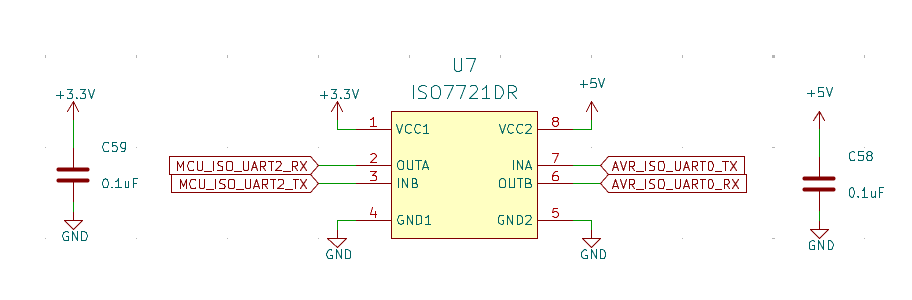 U7
ISO7721DR
+3.3V
C59
0.1uF
GND
+3.3V
1 VCC1
MCU_ISO_UART2_RX 2 OUTA
MCU_ISO_UART2_TX 3 INB
4 GND1
GND
+5V
VCC2 8
INA 7 AVR_ISO_UART0_TX
OUTB 6 AVR_ISO_UART0_RX
GND2 5
GND
+5V
C58
0.1uF
GND